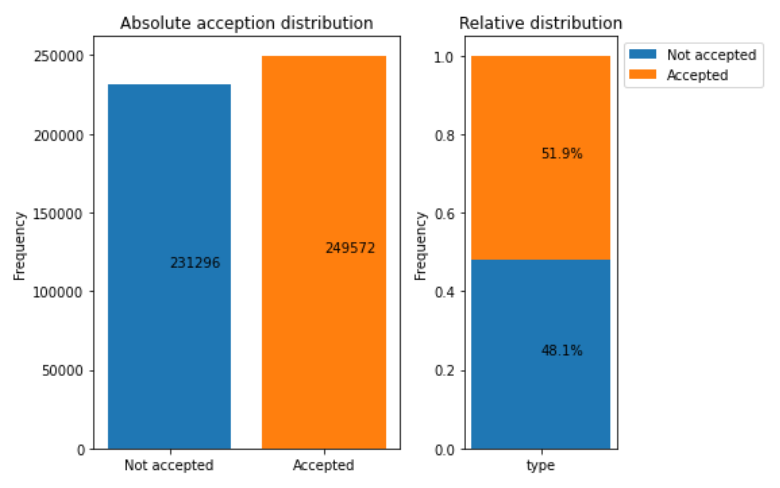 Absolute acception distribution
Frequency
250000
200000
150000
100000
50000
0
231296
249572
Not accepted
Accepted
Relative distribution
Frequency
1.0
0.8
0.6
0.4
0.2
0.0
51.9%
48.1%
type
Not accepted
Accepted